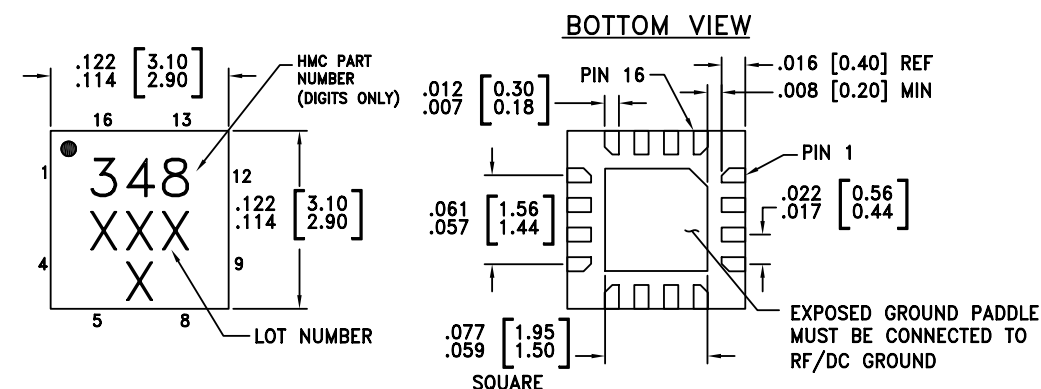 BOTTOM VIEW
.122 [3.10]
.114 [2.90]
HMC PART
NUMBER
(DIGITS ONLY)
16 13
1 12
4 9
5 8
348
XXX
X
.122 [3.10]
.114 [2.90]
LOT NUMBER
.012 [0.30]
.007 [0.18]
PIN 16
.016 [0.40] REF
.008 [0.20] MIN
PIN 1
.061 [1.56]
.057 [1.44]
.022 [0.56]
.017 [0.44]
.077 [1.95]
.059 [1.50]
SQUARE
EXPOSED GROUND PADDLE
MUST BE CONNECTED TO
RF/DC GROUND